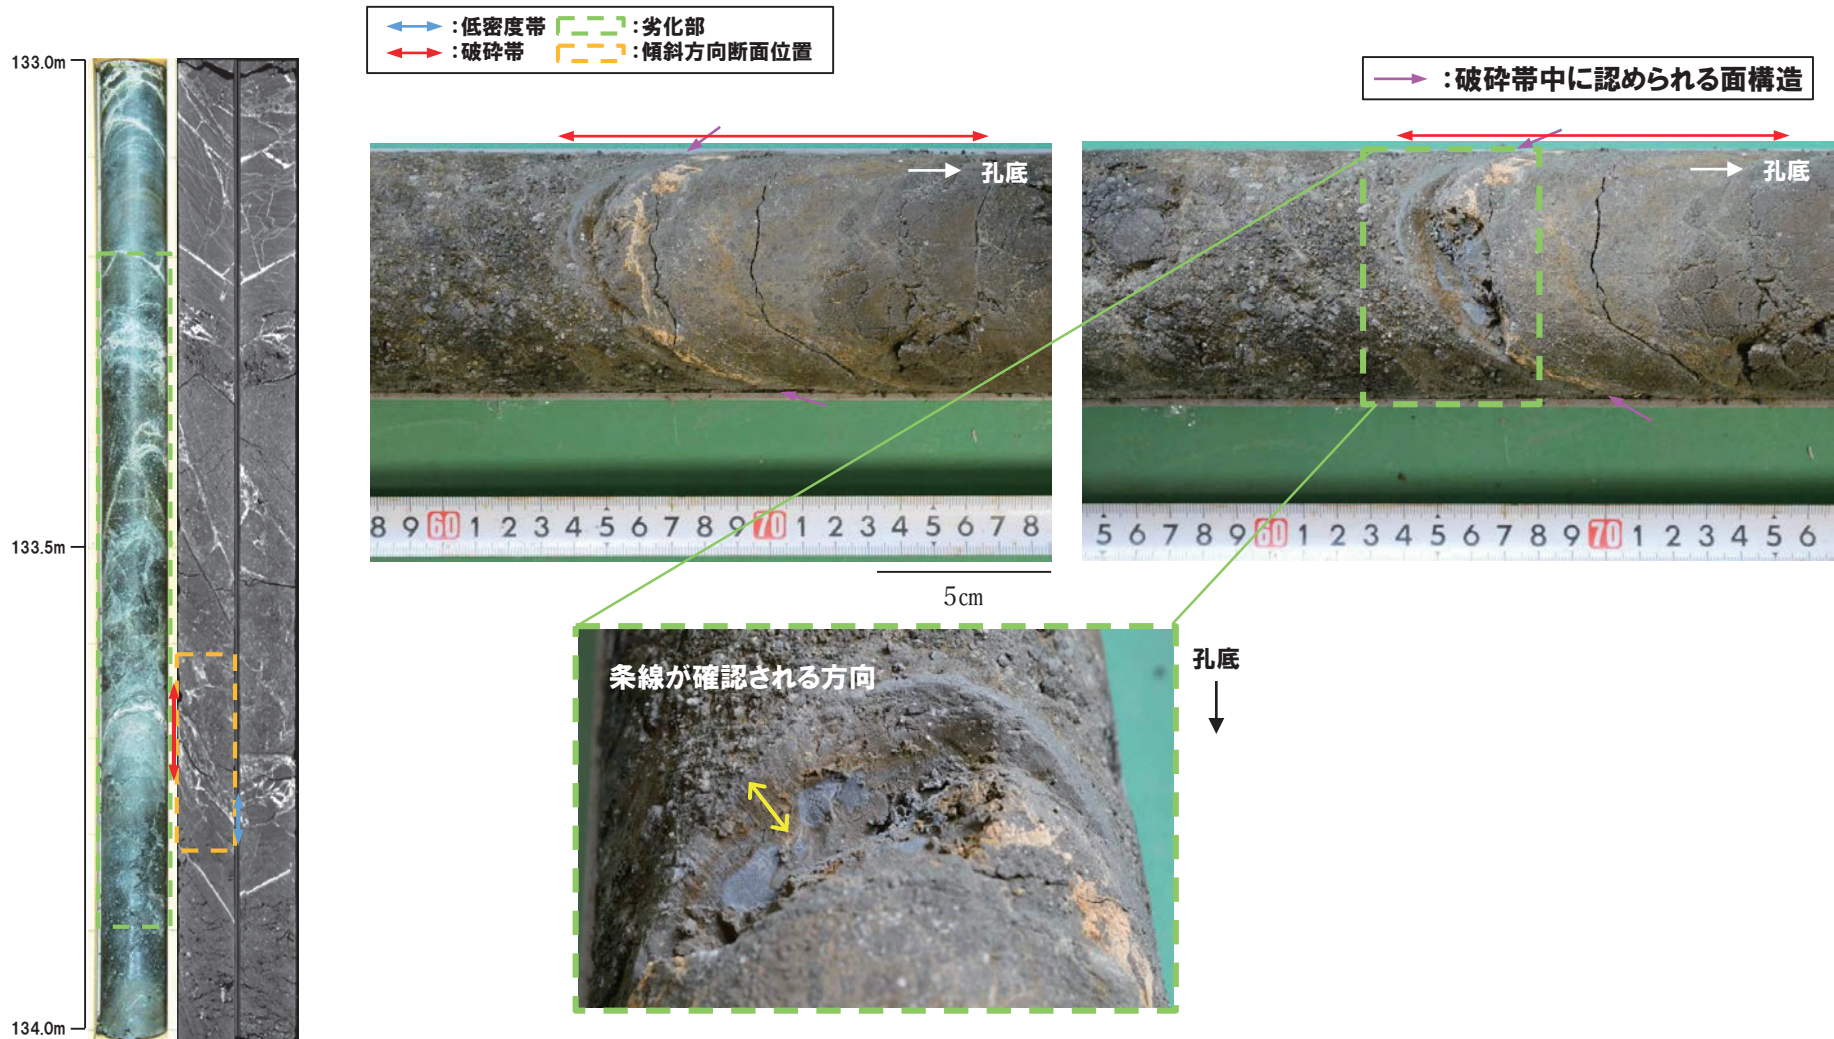 :低密度帯 :劣化部
:破砕帯 :傾斜方向断面位置
:破砕帯中に認められる面構造
133.0m
133.5m
134.0m
孔底
孔底
8 9 60 1 2 3 4 5 6 7 8 9 70 1 2 3 4 5 6 7 8
5 6 7 8 9 60 1 2 3 4 5 6 7 8 9 70 1 2 3 4 5 6
5cm
条線が確認される方向
孔底